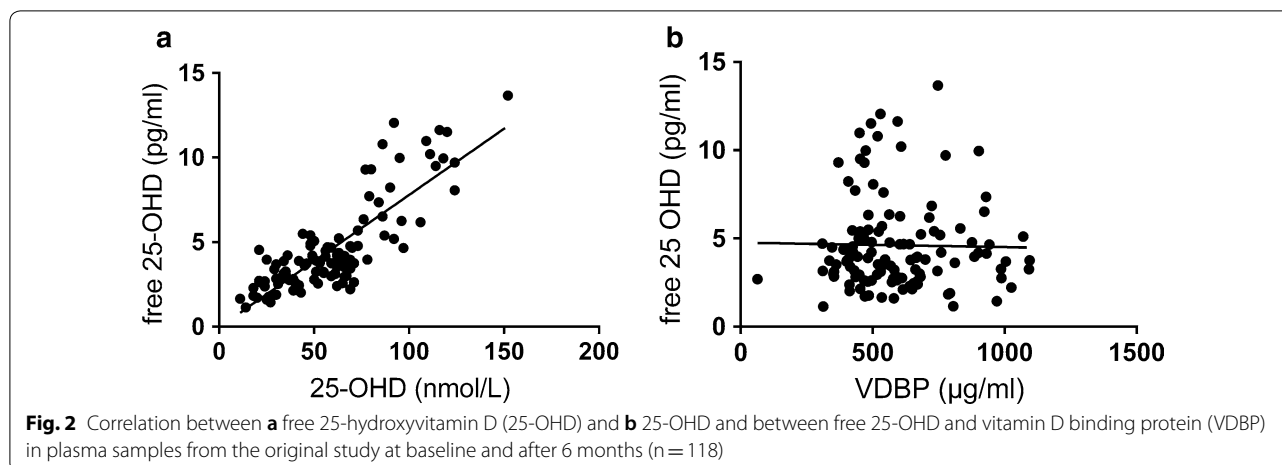 a
b
free 25-OHD (pg/ml)
15
10
5
0
0 50 100 150 200
25-OHD (nmol/L)
free 25 OHD (pg/ml)
15
10
5
0
0 500 1000 1500
VDBP (µg/ml)
Fig. 2 Correlation between a free 25-hydroxyvitamin D (25-OHD) and b 25-OHD and between free 25-OHD and vitamin D binding protein (VDBP)
in plasma samples from the original study at baseline and after 6 months (n = 118)